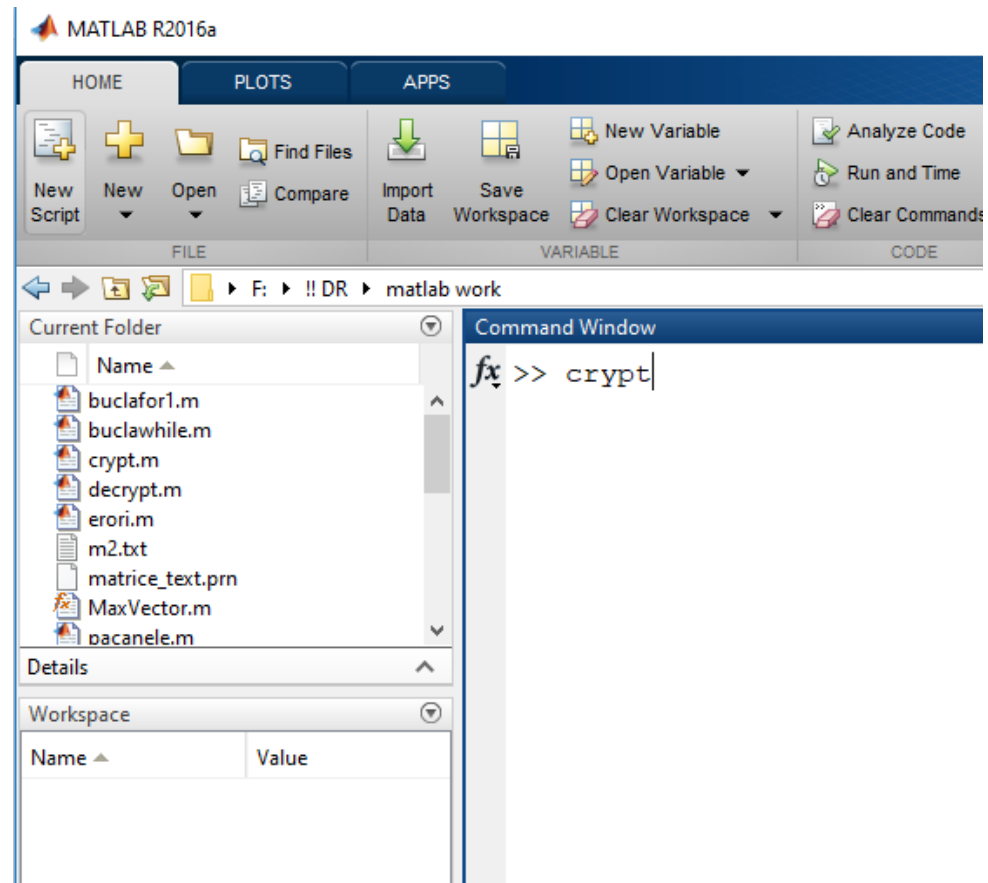 MATLAB R2016a
HOME PLOTS APPS
New Script
New
Open
Find Files
Compare
Import Data
Save Workspace
New Variable
Open Variable
Clear Workspace
Analyze Code
Run and Time
Clear Commands
FILE VARIABLE CODE
F: !! DR matlab work
Current Folder
Name
buclafor1.m
buclawhile.m
crypt.m
decrypt.m
erori.m
m2.txt
matrice_text.prn
MaxVector.m
pacanele.m
Details
Workspace
Name Value
Command Window
fx >> crypt